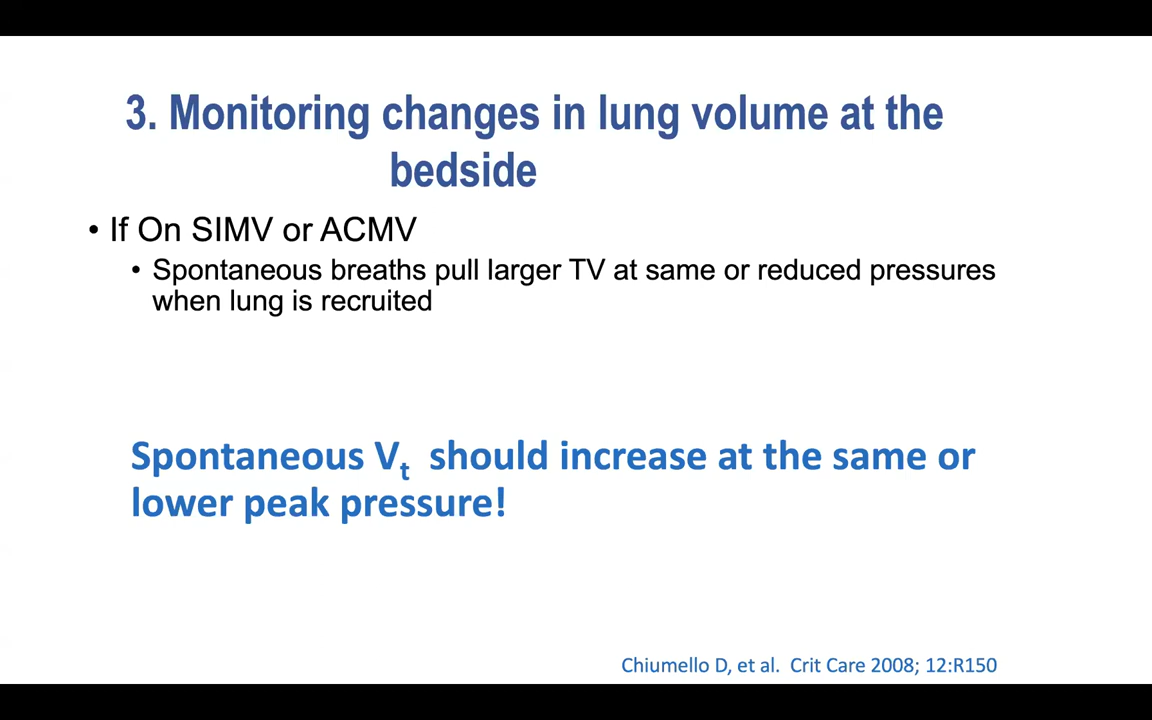 3. Monitoring changes in lung volume at the
bedside
• If On SIMV or ACMV
• Spontaneous breaths pull larger TV at same or reduced pressures
when lung is recruited
Spontaneous Vt should increase at the same or
lower peak pressure!
Chiumello D, et al. Crit Care 2008; 12:R150